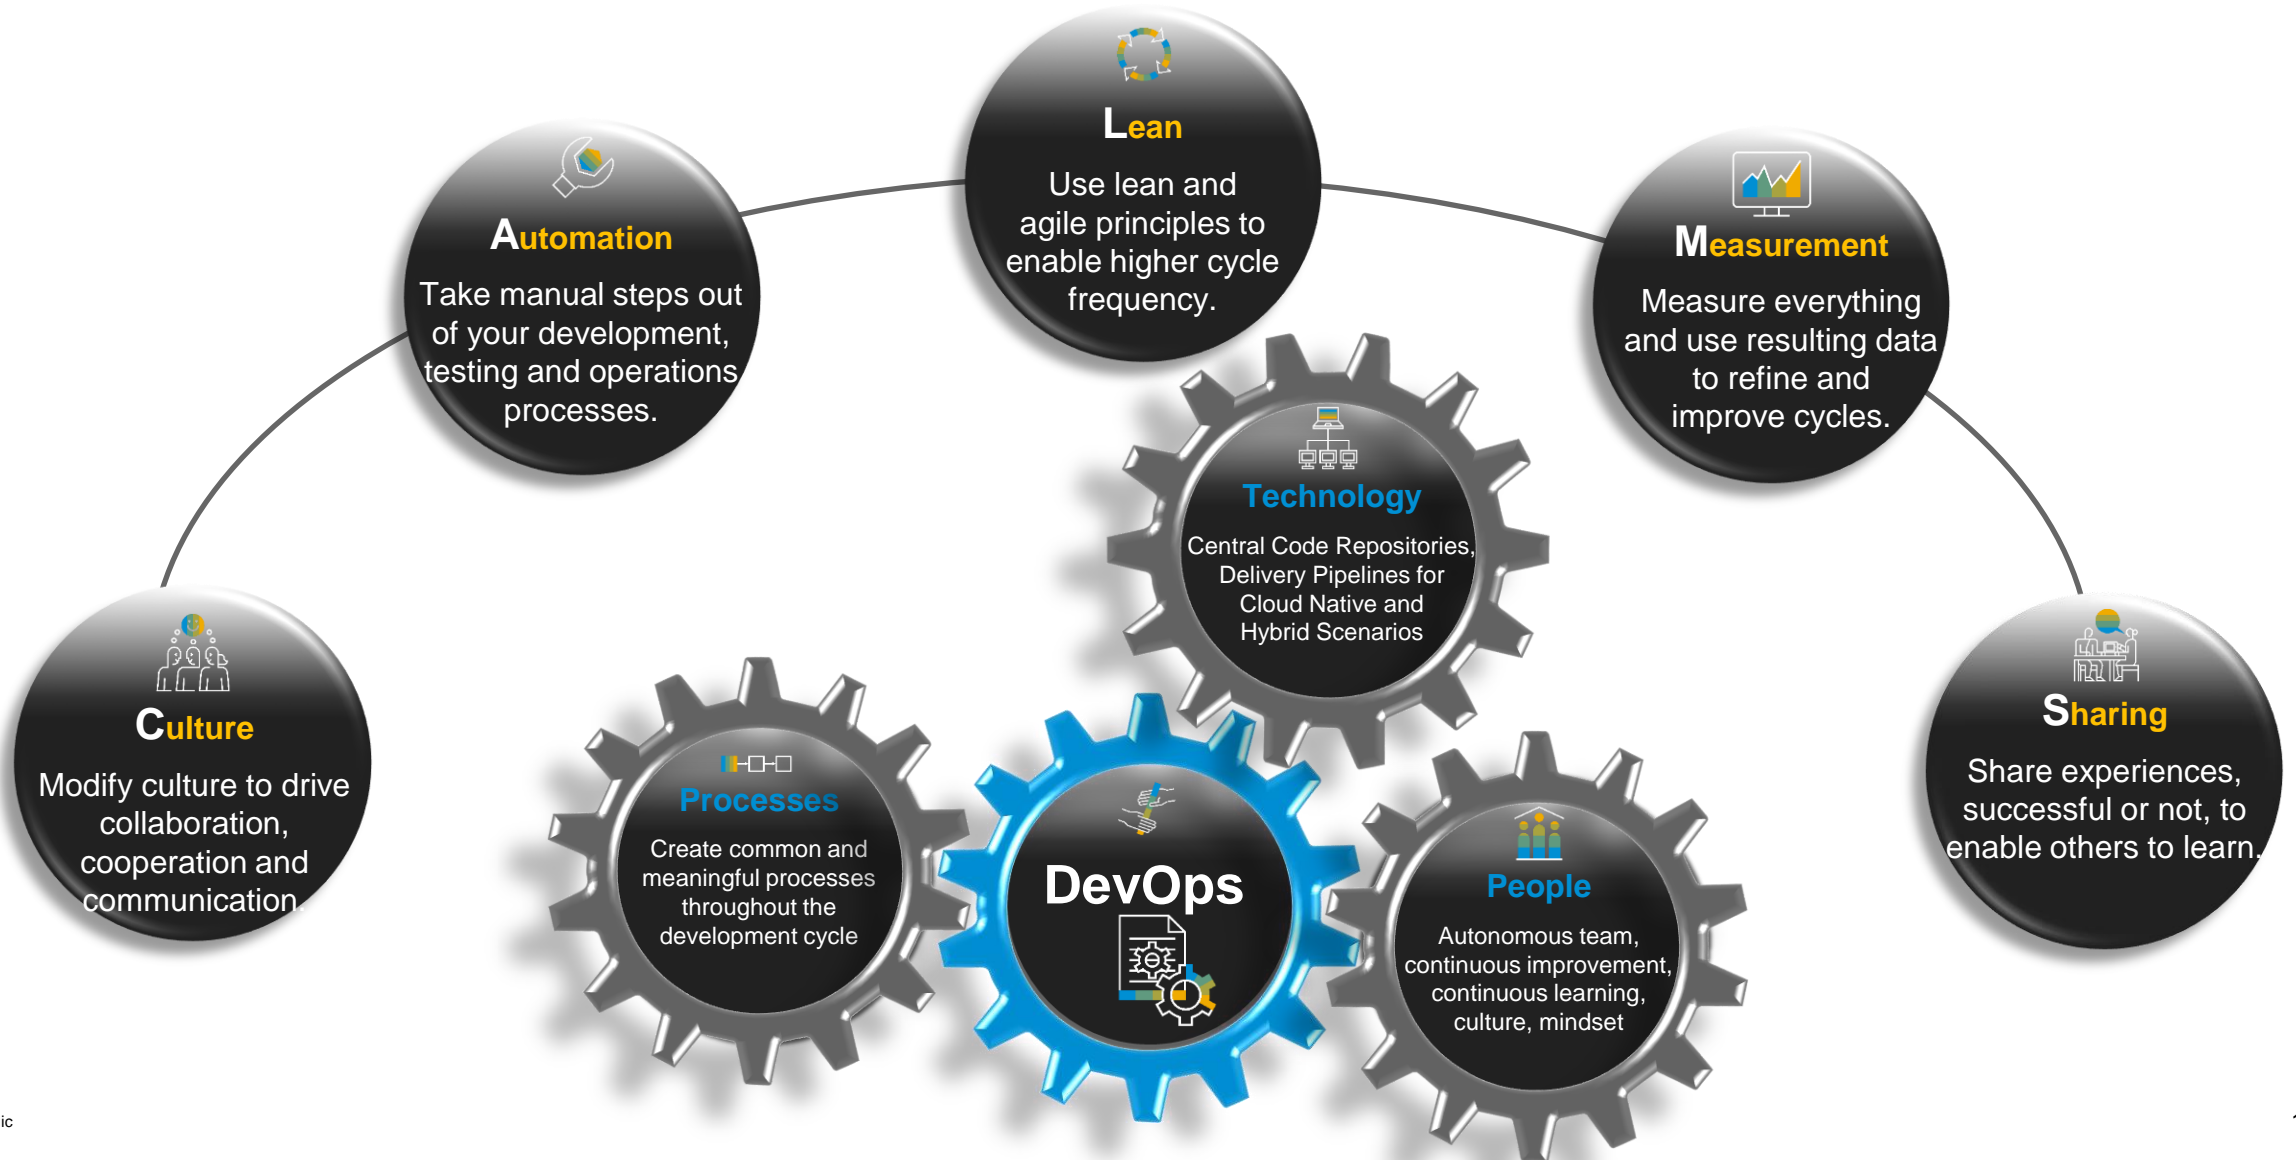 Lean
Use lean and
agile principles to
enable higher cycle
frequency.
Automation
Take manual steps out
of your development,
testing and operations
processes.
Measurement
Measure everything
and use resulting data
to refine and
improve cycles.
Culture
Modify culture to drive
collaboration,
cooperation and
communication.
Sharing
Share experiences,
successful or not, to
enable others to learn.
Technology
Central Code Repositories,
Delivery Pipelines for
Cloud Native and
Hybrid Scenarios
Processes
Create common and
meaningful processes
throughout the
development cycle
DevOps
People
Autonomous team,
continuous improvement,
continuous learning,
culture, mindset
ic